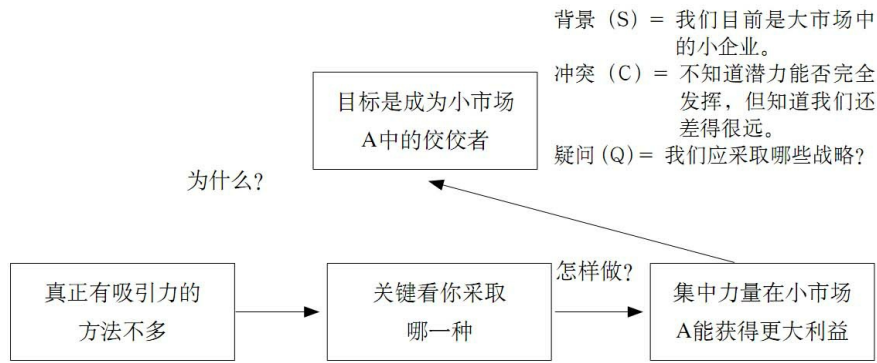 背景（S）= 我们目前是大市场中
的小企业。
冲突（C）= 不知道潜力能否完全
发挥，但知道我们还
差得很远。
疑问(Q)= 我们应采取哪些战略？
目标是成为小市场
A中的佼佼者
为什么？
怎样做？
真正有吸引力的
方法不多
关键看你采取
哪一种
集中力量在小市场
A能获得更大利益